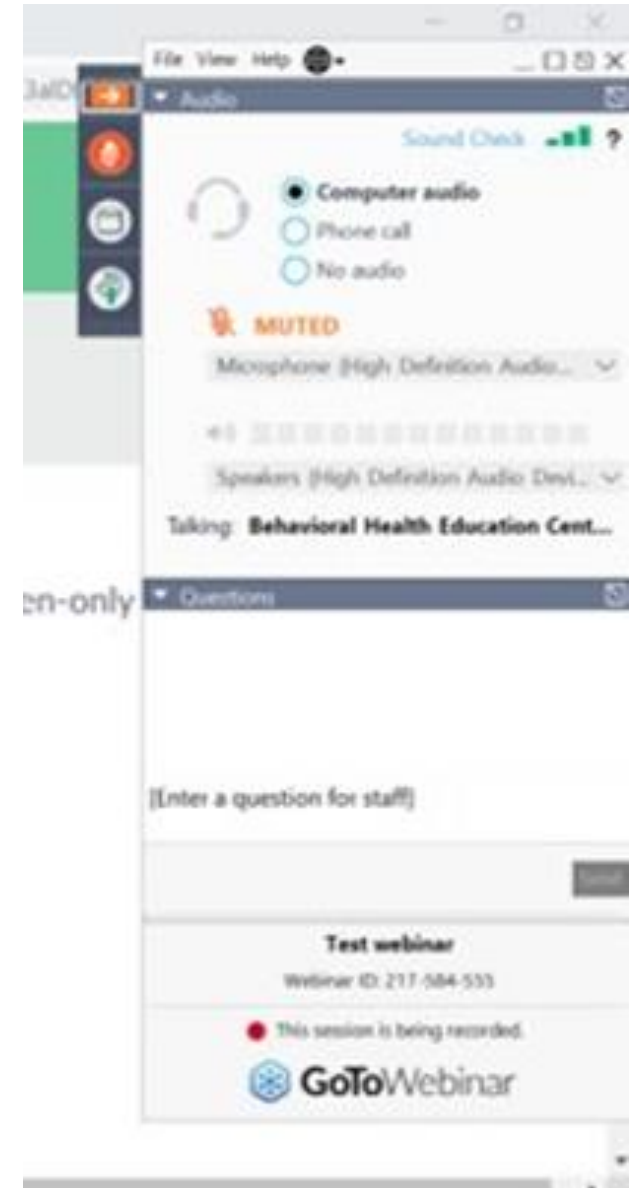 File View Help
Audio
Sound Check ?
Computer audio
Phone call
No audio
MUTED
Microphone (High Definition Audio...
Speakers (High Definition Audio Devi...
Talking: Behavioral Health Education Cent...
en-only
Questions
[Enter a question for staff]
Send
Test webinar
Webinar ID: 217-584-555
This session is being recorded.
GoToWebinar